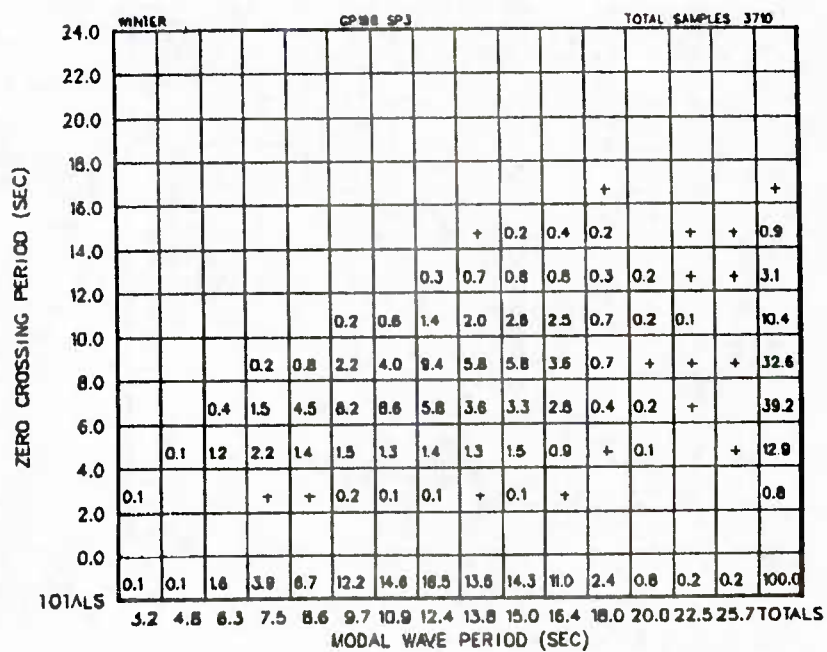 WINTER GP198 SP3 TOTAL SAMPLES 3710
24.0
22.0
20.0
18.0
+ +
16.0
+ 0.2 0.4 0.2 + + 0.9
14.0
0.3 0.7 0.8 0.8 0.3 0.2 + + 3.1
12.0
0.2 0.6 1.4 2.0 2.6 2.5 0.7 0.2 0.1 10.4
10.0
0.2 0.8 2.2 4.0 9.4 5.8 5.8 3.6 0.7 + + + 32.6
8.0
0.4 1.5 4.5 8.2 8.6 5.8 3.6 3.3 2.8 0.4 0.2 + 39.2
6.0
0.1 1.2 2.2 1.4 1.5 1.3 1.4 1.3 1.5 0.9 + 0.1 + 12.9
4.0
0.1 + + 0.2 0.1 0.1 + 0.1 + 0.8
2.0
0.0
0.1 0.1 1.6 3.9 6.7 12.2 14.6 18.5 13.6 14.3 11.0 2.4 0.8 0.2 0.2 100.0
TOTALS
3.2 4.8 6.3 7.5 8.6 9.7 10.9 12.4 13.8 15.0 16.4 18.0 20.0 22.5 25.7 TOTALS
MODAL WAVE PERIOD (SEC)
ZERO CROSSING PERIOD (SEC)